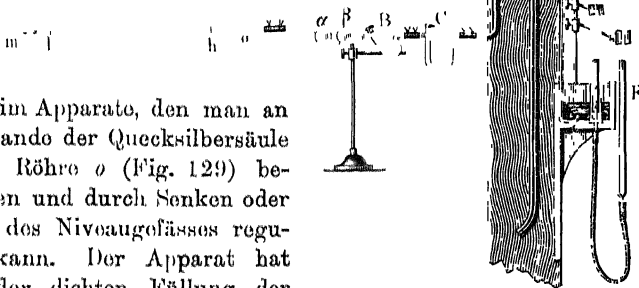 α β B C
im Apparate, den man an
ande der Quecksilbersäule
Röhre o (Fig. 129) be-
en und durch Senken oder
des Niveaugefässes regu-
kann. Der Apparat hat
der dichten Füllung der